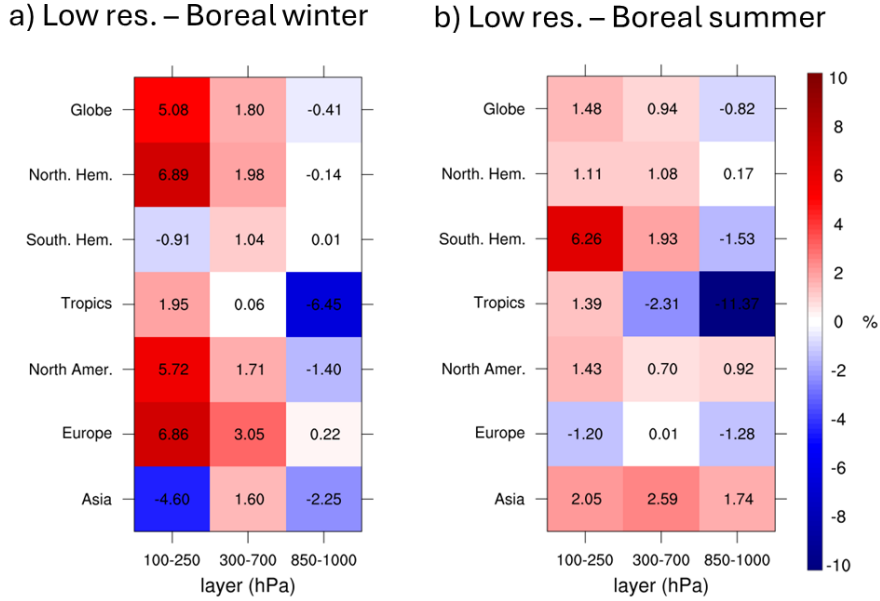 a) Low res. – Boreal winter
Globe 5.08 1.80 -0.41
North. Hem. 6.89 1.98 -0.14
South. Hem. -0.91 1.04 0.01
Tropics 1.95 0.06 -6.45
North Amer. 5.72 1.71 -1.40
Europe 6.86 3.05 0.22
Asia -4.60 1.60 -2.25
100-250 300-700 850-1000
layer (hPa)
b) Low res. – Boreal summer
Globe 1.48 0.94 -0.82
North. Hem. 1.11 1.08 0.17
South. Hem. 6.26 1.93 -1.53
Tropics 1.39 -2.31 -11.37
North Amer. 1.43 0.70 0.92
Europe -1.20 0.01 -1.28
Asia 2.05 2.59 1.74
100-250 300-700 850-1000
layer (hPa)
10
8
6
4
2
0 %
-2
-4
-6
-8
-10